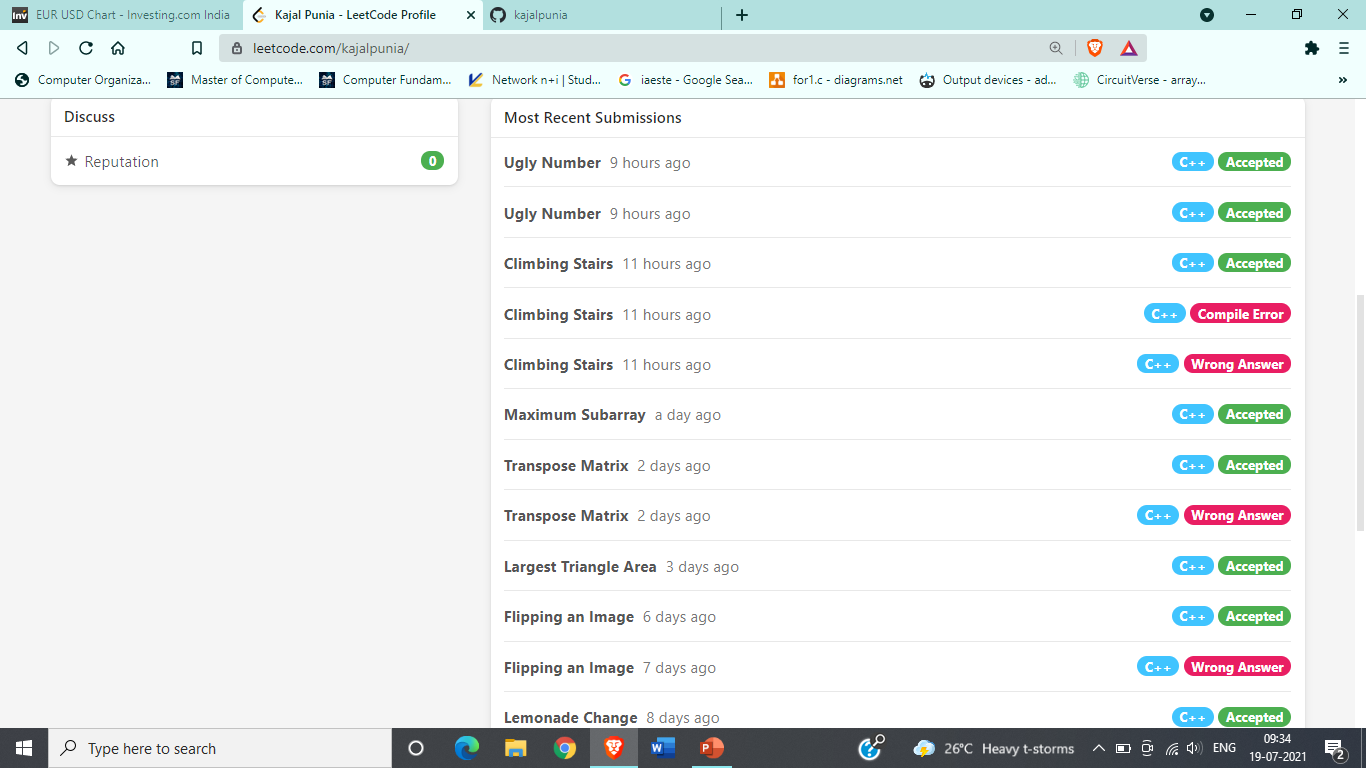 EUR USD Chart - Investing.com India
Kajal Punia - LeetCode Profile
kajalpunia
leetcode.com/kajalpunia/
Computer Organiza...
Master of Compute...
Computer Fundam...
Network n+i | Stud...
iaeste - Google Sea...
for1.c - diagrams.net
Output devices - ad...
CircuitVerse - array...
Discuss
Reputation 0
Most Recent Submissions
Ugly Number 9 hours ago C++ Accepted
Ugly Number 9 hours ago C++ Accepted
Climbing Stairs 11 hours ago C++ Accepted
Climbing Stairs 11 hours ago C++ Compile Error
Climbing Stairs 11 hours ago C++ Wrong Answer
Maximum Subarray a day ago C++ Accepted
Transpose Matrix 2 days ago C++ Accepted
Transpose Matrix 2 days ago C++ Wrong Answer
Largest Triangle Area 3 days ago C++ Accepted
Flipping an Image 6 days ago C++ Accepted
Flipping an Image 7 days ago C++ Wrong Answer
Lemonade Change 8 days ago C++ Accepted
Type here to search
26°C Heavy t-storms
ENG
09:34
19-07-2021
2